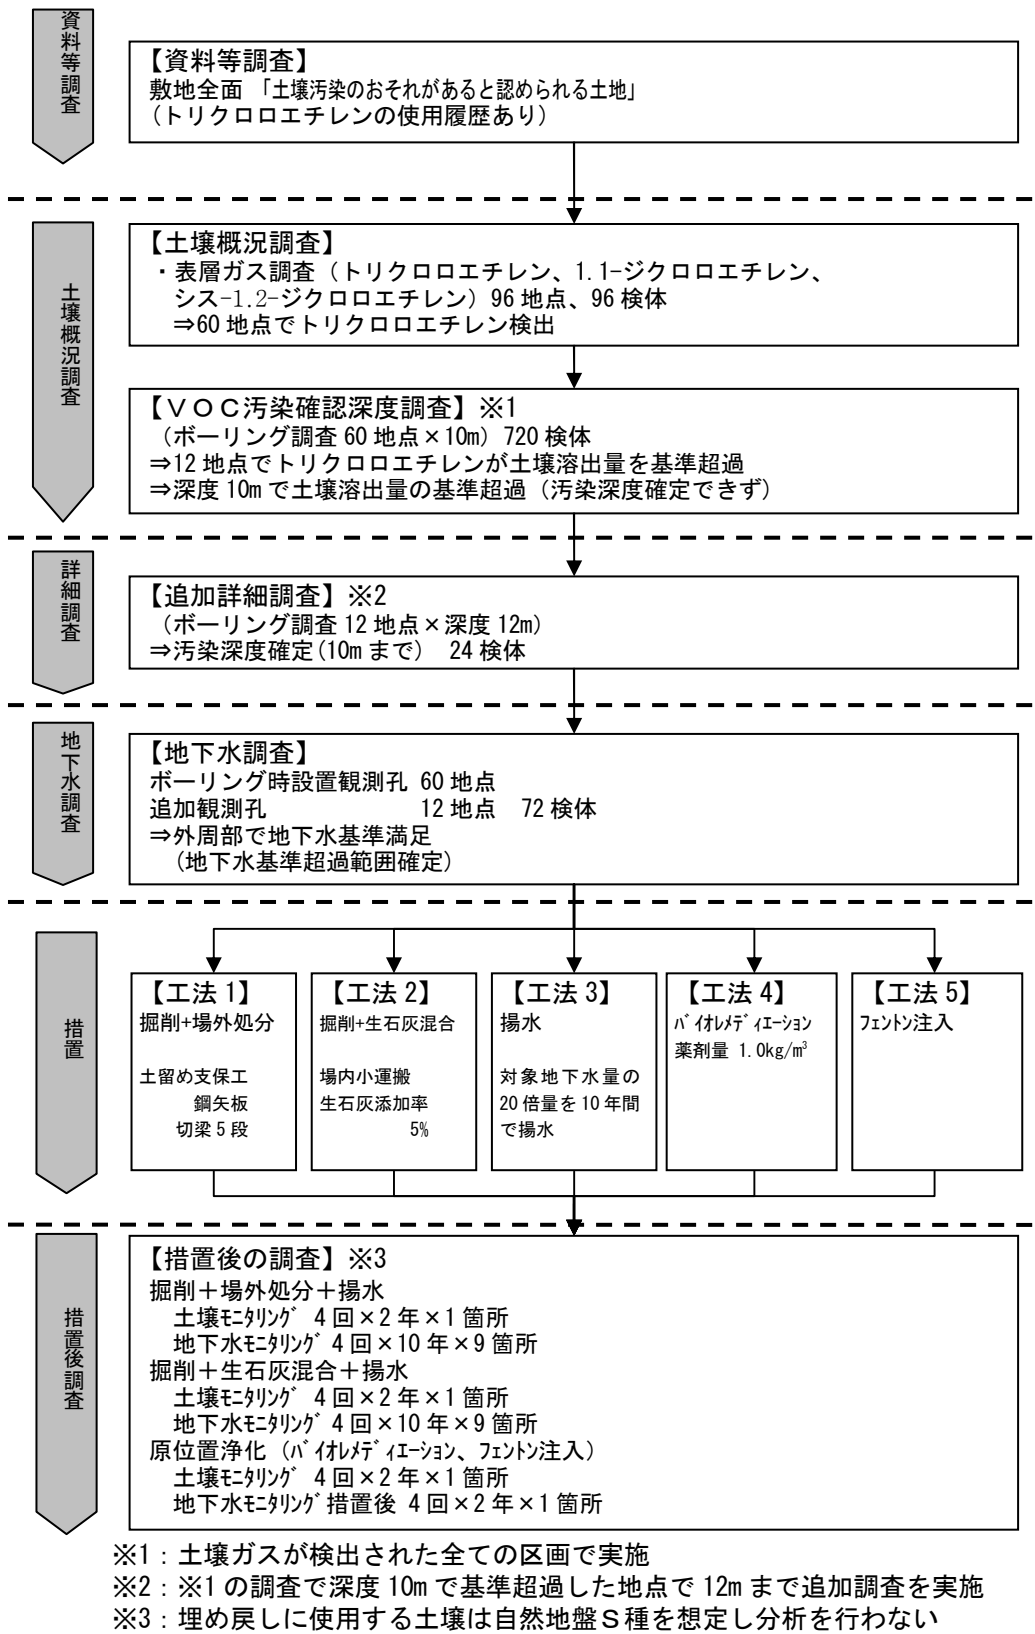 資料等調査
【資料等調査】
敷地全面 「土壌汚染のおそれがあると認められる土地」
（トリクロロエチレンの使用履歴あり）
土壌概況調査
【土壌概況調査】
・表層ガス調査（トリクロロエチレン、1.1-ジクロロエチレン、
シス-1.2-ジクロロエチレン）96 地点、96 検体
⇒60 地点でトリクロロエチレン検出
【ＶＯＣ汚染確認深度調査】※1
（ボーリング調査 60 地点×10m）720 検体
⇒12 地点でトリクロロエチレンが土壌溶出量を基準超過
⇒深度 10m で土壌溶出量の基準超過（汚染深度確定できず）
詳細調査
【追加詳細調査】※2
（ボーリング調査 12 地点×深度 12m）
⇒汚染深度確定(10m まで） 24 検体
地下水調査
【地下水調査】
ボーリング時設置観測孔 60 地点
追加観測孔 12 地点 72 検体
⇒外周部で地下水基準満足
（地下水基準超過範囲確定）
措置
【工法 1】
掘削+場外処分
土留め支保工
鋼矢板
切梁 5 段
【工法 2】
掘削+生石灰混合
場内小運搬
生石灰添加率
5%
【工法 3】
揚水
対象地下水量の
20 倍量を 10 年間
で揚水
【工法 4】
ﾊﾞｲｵﾚﾒﾃﾞｨｴｰｼｮﾝ
薬剤量 1.0kg/m³
【工法 5】
ﾌｪﾝﾄﾝ注入
措置後調査
【措置後の調査】※3
掘削＋場外処分＋揚水
土壌ﾓﾆﾀﾘﾝｸﾞ 4 回×2 年×1 箇所
地下水ﾓﾆﾀﾘﾝｸﾞ 4 回×10 年×9 箇所
掘削＋生石灰混合＋揚水
土壌ﾓﾆﾀﾘﾝｸﾞ 4 回×2 年×1 箇所
地下水ﾓﾆﾀﾘﾝｸﾞ 4 回×10 年×9 箇所
原位置浄化（ﾊﾞｲｵﾚﾒﾃﾞｨｴｰｼｮﾝ、ﾌｪﾝﾄﾝ注入）
土壌ﾓﾆﾀﾘﾝｸﾞ 4 回×2 年×1 箇所
地下水ﾓﾆﾀﾘﾝｸﾞ措置後 4 回×2 年×1 箇所
※1：土壌ガスが検出された全ての区画で実施
※2：※1 の調査で深度 10m で基準超過した地点で 12m まで追加調査を実施
※3：埋め戻しに使用する土壌は自然地盤Ｓ種を想定し分析を行わない